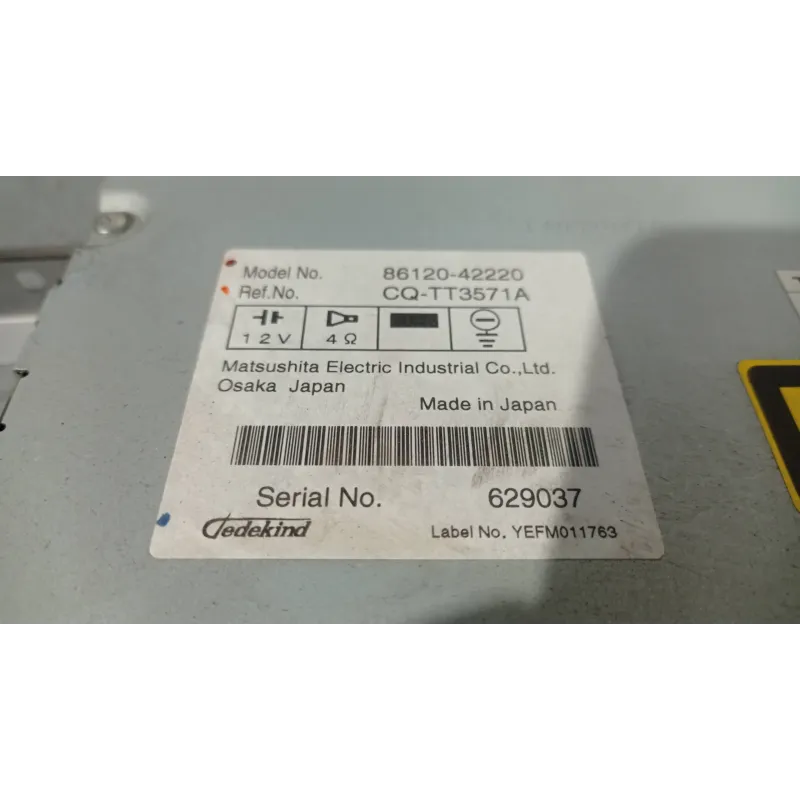 Model No. 86120-42220
Ref.No. CQ-TT3571A
12V 4Ω
Matsushita Electric Industrial Co.,Ltd.
Osaka Japan
Made in Japan
Serial No. 629037
Dedekind Label No. YEFM011763